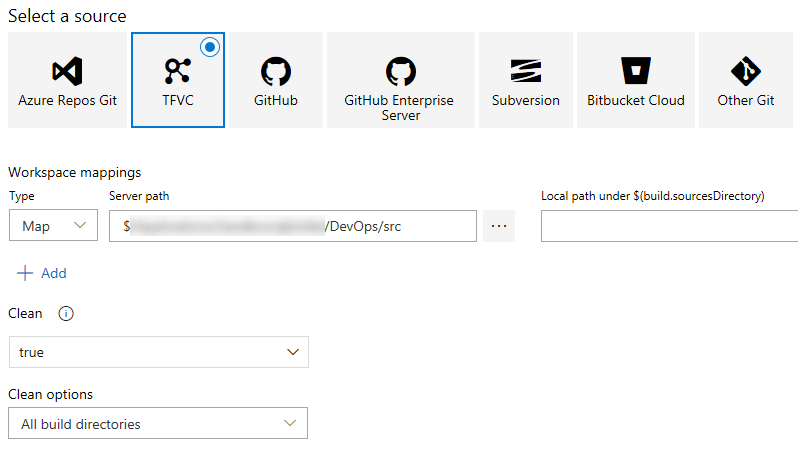 Select a source
Azure Repos Git
TFVC
GitHub
GitHub Enterprise
Server
Subversion
Bitbucket Cloud
Other Git
Workspace mappings
Type
Server path
Local path under $(build.sourcesDirectory)
Map
$ /DevOps/src
...
Add
Clean
true
Clean options
All build directories